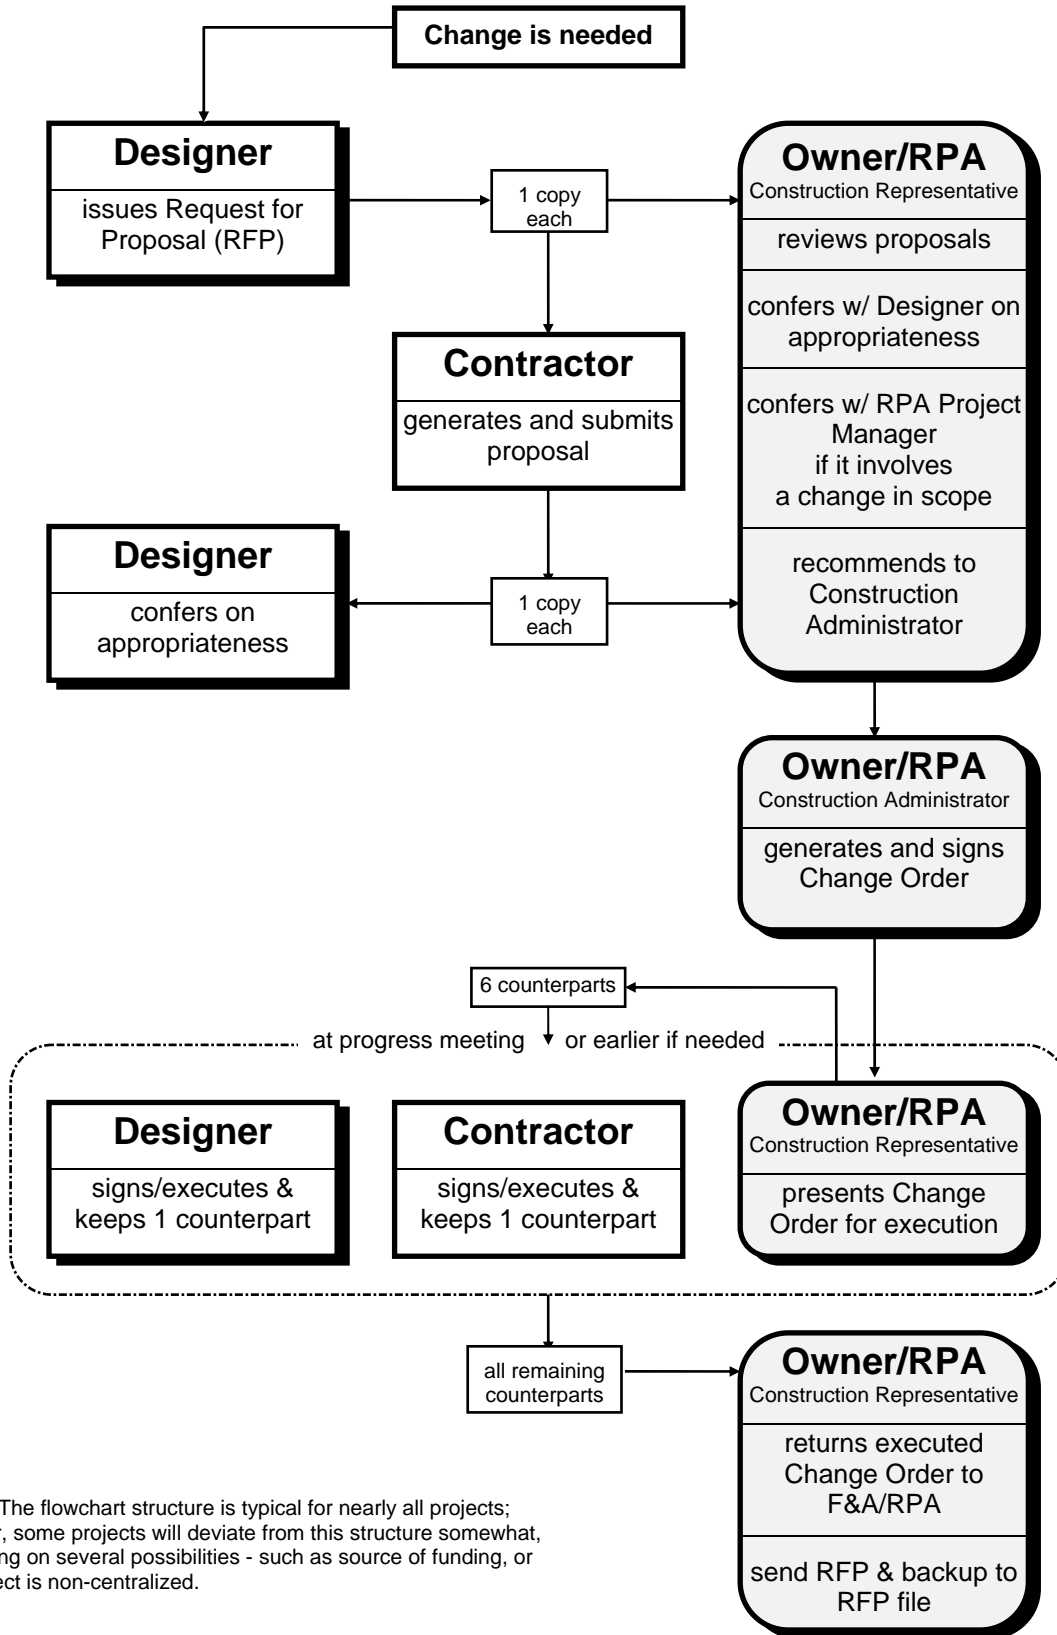 Change is needed
Designer
issues Request for
Proposal (RFP)
1 copy
each
Owner/RPA
Construction Representative
reviews proposals
confers w/ Designer on
appropriateness
confers w/ RPA Project
Manager
if it involves
a change in scope
recommends to
Construction
Administrator
Contractor
generates and submits
proposal
Designer
confers on
appropriateness
1 copy
each
Owner/RPA
Construction Administrator
generates and signs
Change Order
6 counterparts
at progress meeting or earlier if needed
Designer
signs/executes &
keeps 1 counterpart
Contractor
signs/executes &
keeps 1 counterpart
Owner/RPA
Construction Representative
presents Change
Order for execution
all remaining
counterparts
Owner/RPA
Construction Representative
returns executed
Change Order to
F&A/RPA
send RFP & backup to
RFP file
The flowchart structure is typical for nearly all projects;
, some projects will deviate from this structure somewhat,
ng on several possibilities - such as source of funding, or
ect is non-centralized.